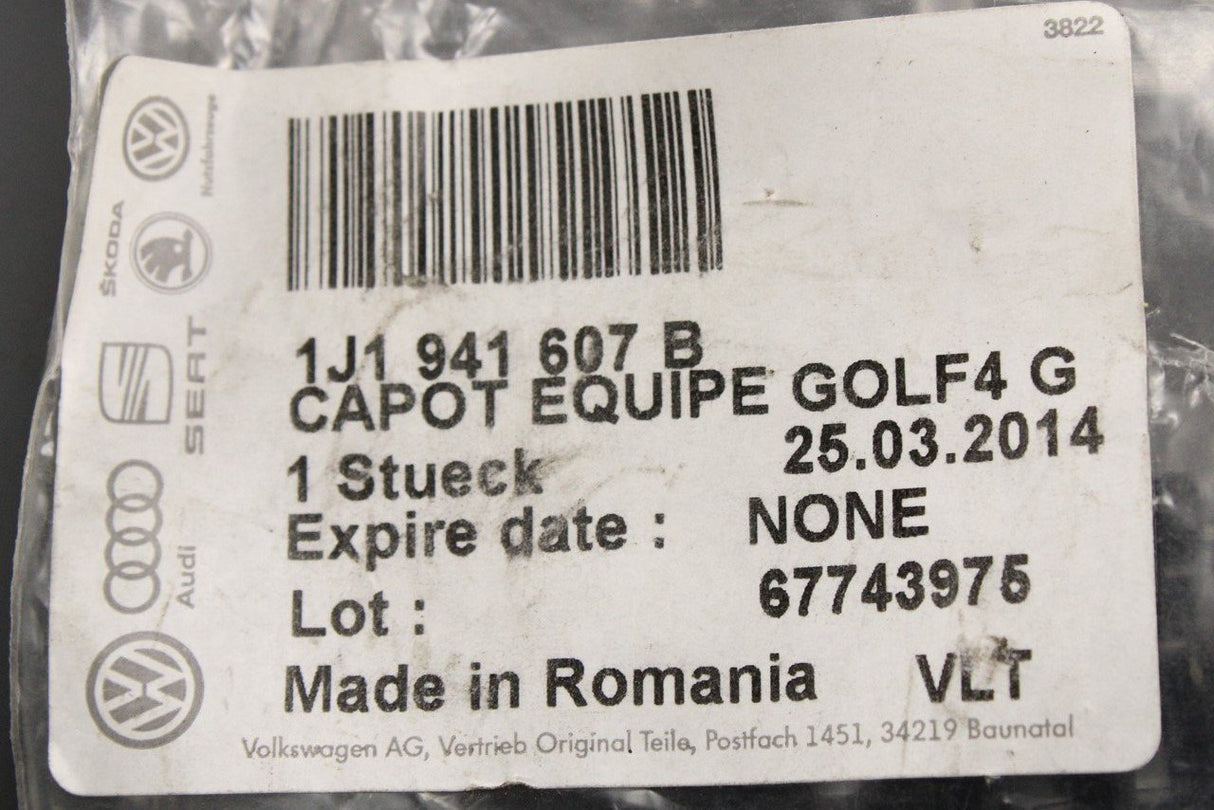 3822
Nutzfahrzeuge
ŠKODA
SEAT
Audi
1J1 941 607 B
CAPOT EQUIPE GOLF4 G
1 Stueck 25.03.2014
Expire date : NONE
Lot : 67743975
Made in Romania VLT
Volkswagen AG, Vertrieb Original Teile, Postfach 1451, 34219 Baunatal